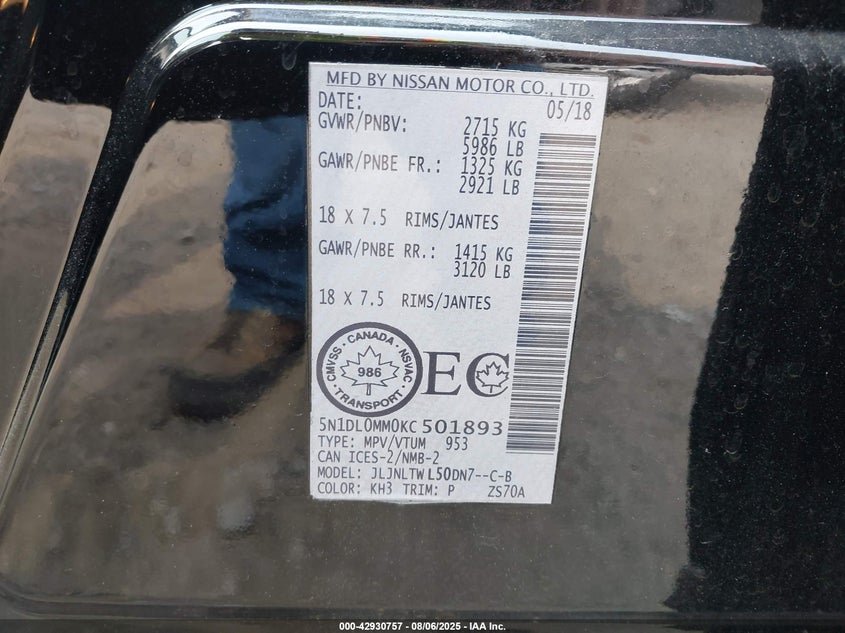 MFD BY NISSAN MOTOR CO., LTD.
DATE: 05/18
GVWR/PNBV: 2715 KG
5986 LB
GAWR/PNBE FR.: 1325 KG
2921 LB
18 X 7.5 RIMS/JANTES
GAWR/PNBE RR.: 1415 KG
3120 LB
18 X 7.5 RIMS/JANTES
CANADA · NSVAC · TRANSPORT · CMVSS ·
986
EC
5N1DL0MM0KC501893
TYPE: MPV/VTUM 953
CAN ICES-2/NMB-2
MODEL: JLJNLTWL50DN7--C-B
COLOR: KH3 TRIM: P ZS70A
000-42930757 - 08/06/2025 - IAA Inc.